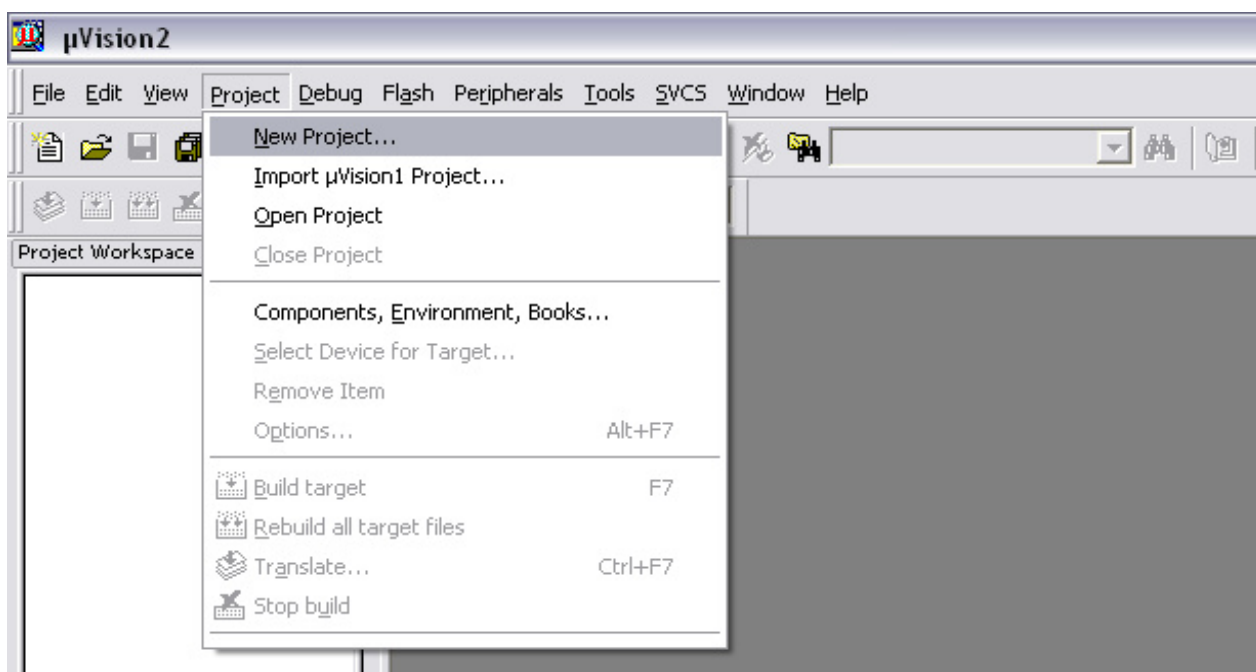 µVision2
File Edit View Project Debug Flash Peripherals Tools SVCS Window Help
New Project...
Import µVision1 Project...
Open Project
Close Project
Project Workspace
Components, Environment, Books...
Select Device for Target...
Remove Item
Options... Alt+F7
Build target F7
Rebuild all target files
Translate... Ctrl+F7
Stop build